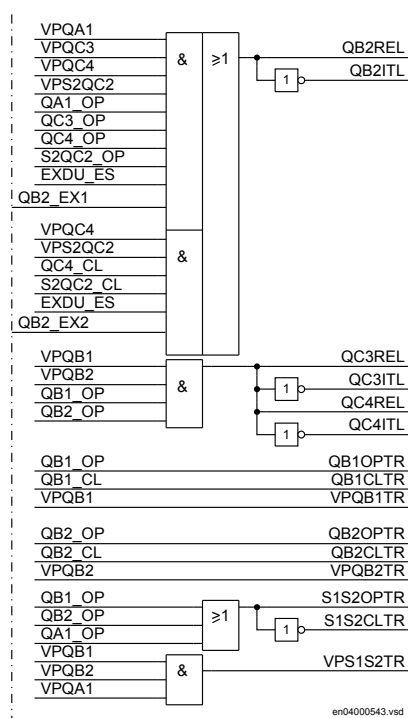 VPQA1
VPQC3
VPQC4
VPS2QC2
QA1_OP
QC3_OP
QC4_OP
S2QC2_OP
EXDU_ES
QB2_EX1
& ≥1
QB2REL
1 QB2ITL
VPQC4
VPS2QC2
QC4_CL
S2QC2_CL
EXDU_ES
QB2_EX2
&
VPQB1
VPQB2
QB1_OP
QB2_OP
&
QC3REL
1 QC3ITL
QC4REL
1 QC4ITL
QB1_OP QB1OPTR
QB1_CL QB1CLTR
VPQB1 VPQB1TR
QB2_OP QB2OPTR
QB2_CL QB2CLTR
VPQB2 VPQB2TR
QB1_OP
QB2_OP
QA1_OP
≥1
S1S2OPTR
1 S1S2CLTR
VPQB1
VPQB2
VPQA1
&
VPS1S2TR
en04000543.vsd